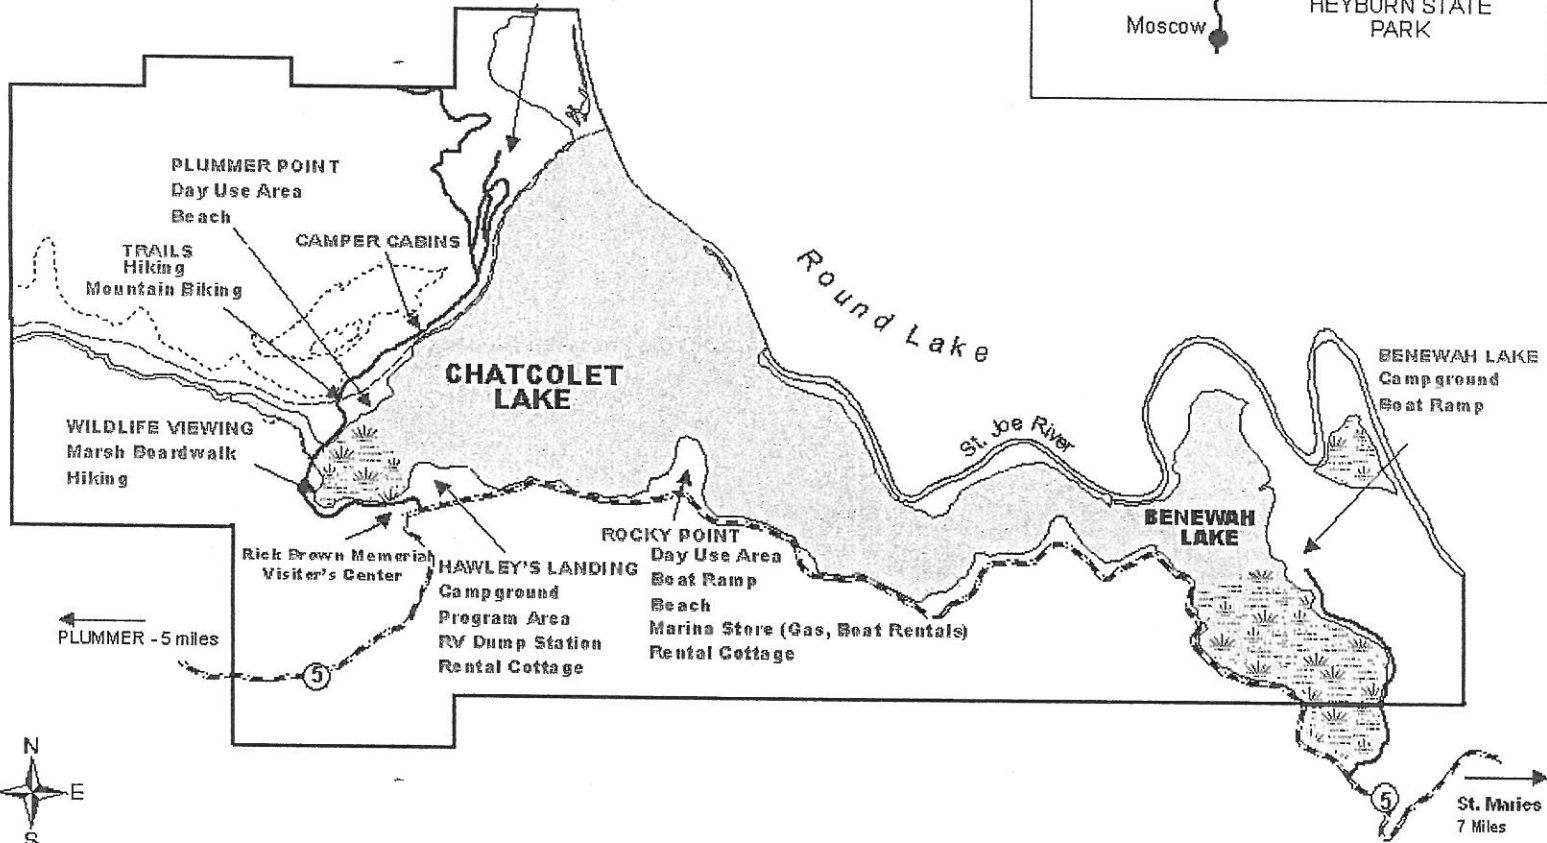 HEYBURN STATE
PARK
Moscow
PLUMMER POINT
Day Use Area
Beach
TRAILS
Hiking
Mountain Biking
CAMPER CABINS
Round Lake
CHATCOLET
LAKE
BENEWAH LAKE
Campground
Boat Ramp
WILDLIFE VIEWING
Marsh Boardwalk
Hiking
St. Joe River
BENEWAH
LAKE
Rick Brown Memorial
Visiter's Center
HAWLEY'S LANDING
Campground
Program Area
RV Dump Station
Rental Cottage
ROCKY POINT
Day Use Area
Boat Ramp
Beach
Marina Store (Gas, Boat Rentals)
Rental Cottage
PLUMMER - 5 miles
5
N
E
S
5
St. Maries
7 Miles